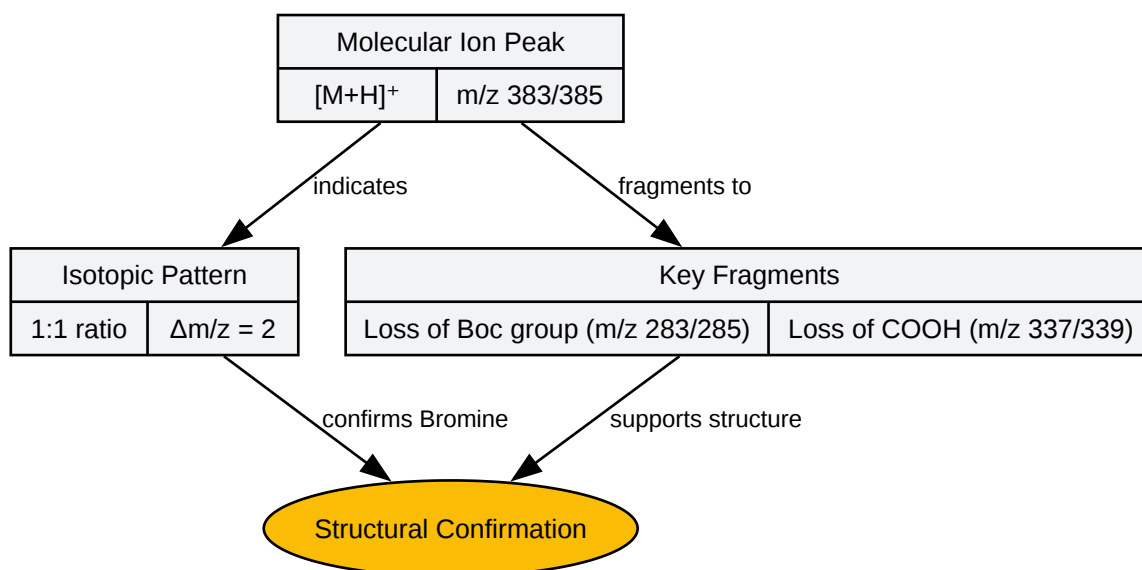 Molecular Ion Peak
[M+H]⁺ m/z 383/385
indicates
fragments to
Isotopic Pattern
1:1 ratio Δm/z = 2
Key Fragments
Loss of Boc group (m/z 283/285) Loss of COOH (m/z 337/339)
confirms Bromine
supports structure
Structural Confirmation